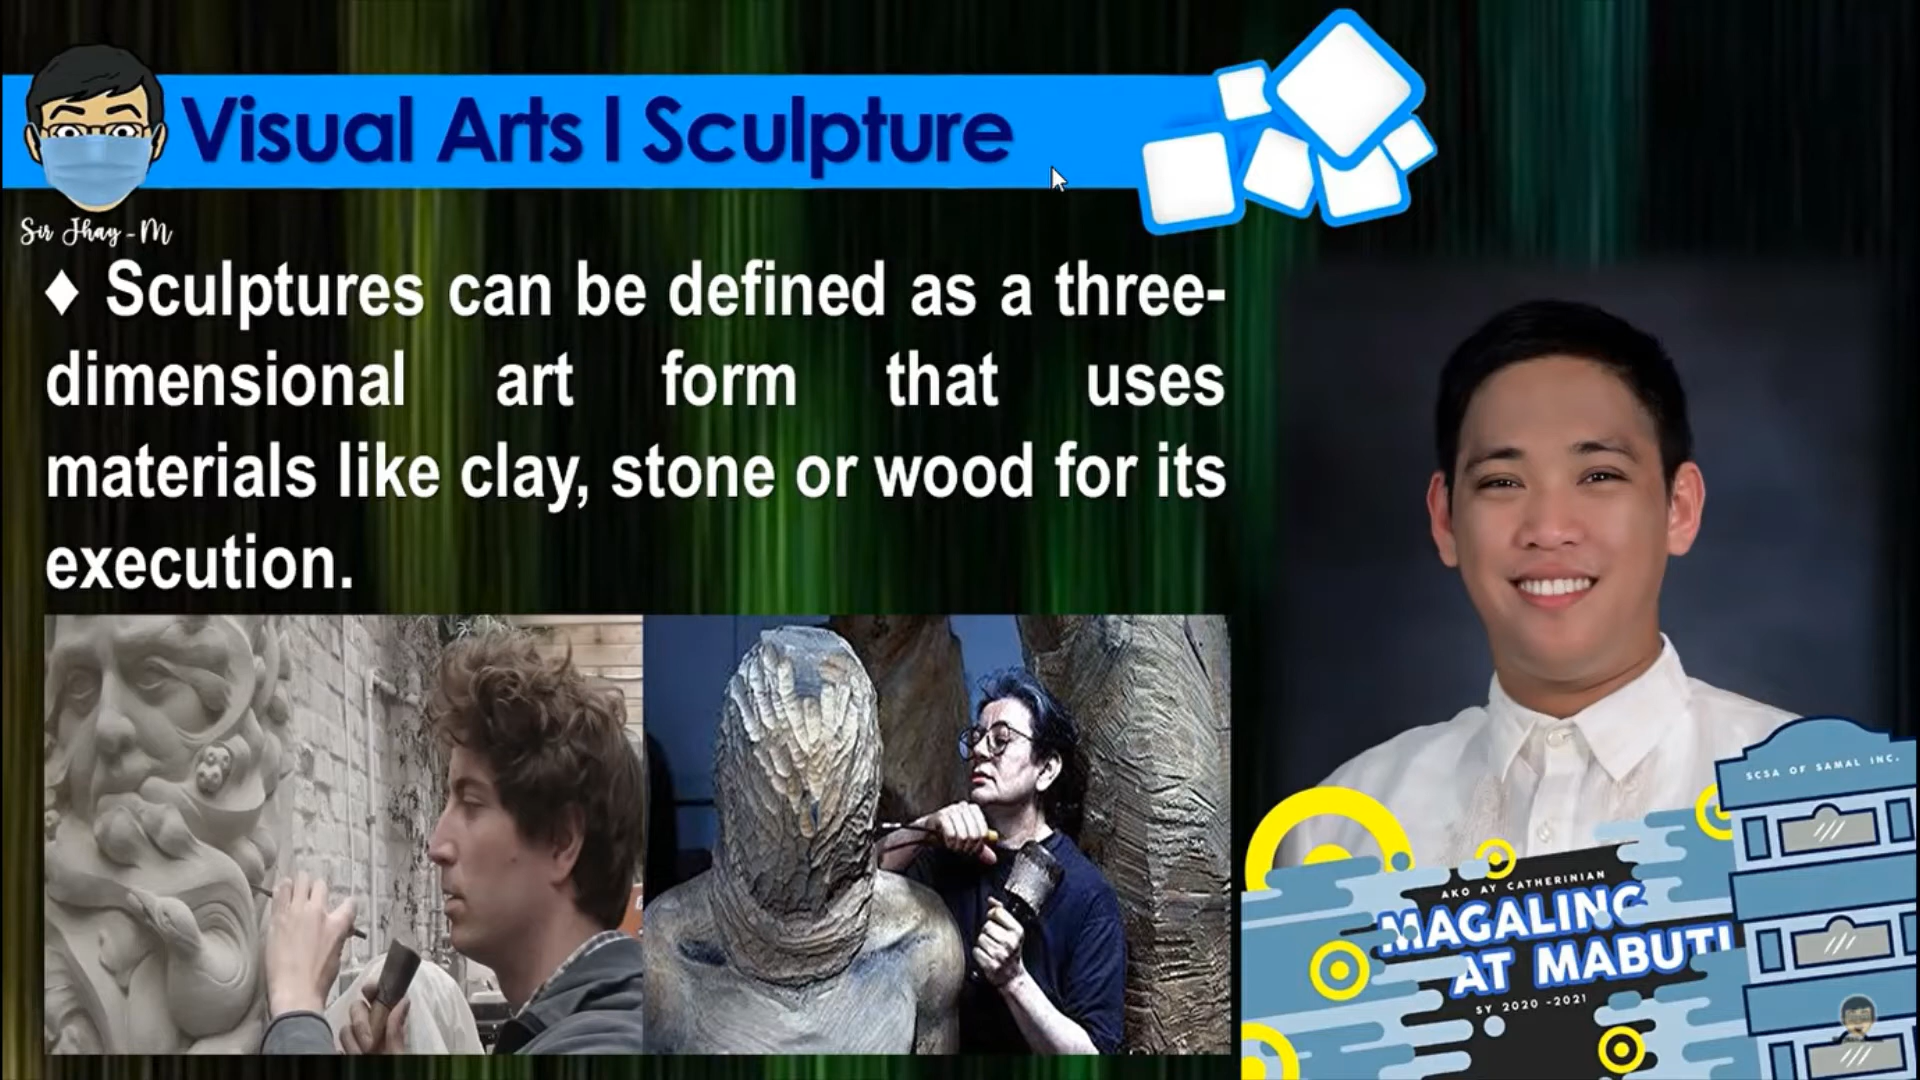 Visual Arts I Sculpture
Sir Jhay-M
♦ Sculptures can be defined as a three-
dimensional art form that uses
materials like clay, stone or wood for its
execution.
SCSA OF SAMAL INC.
AKO AY CATHERINIAN
MAGALING
AT MABUTI
SY 2020 -2021